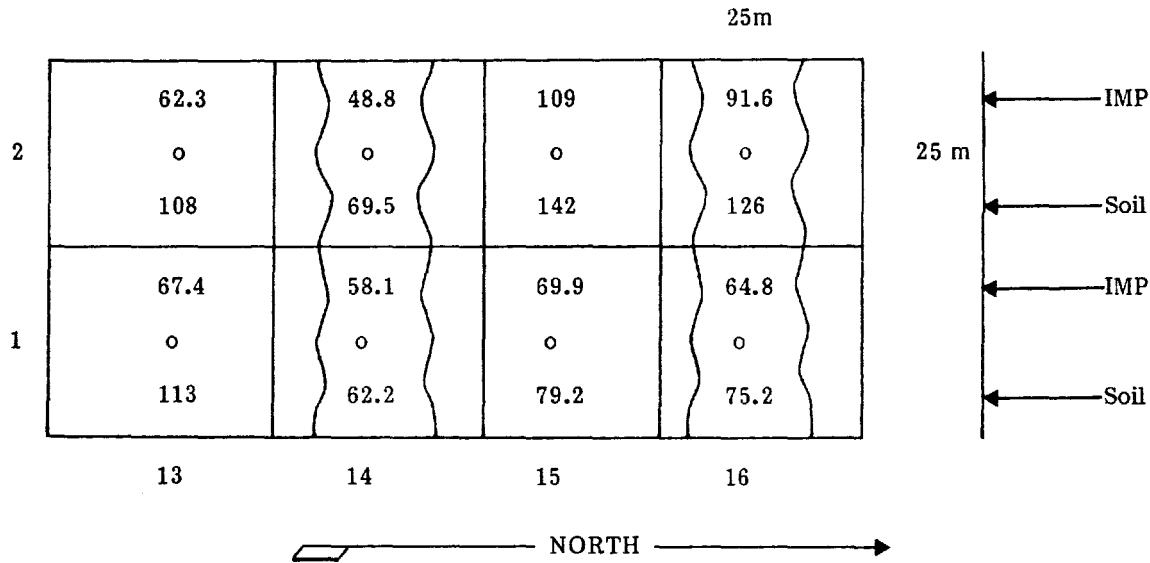 25m
62.3 48.8 109 91.6 IMP
2 o o o o 25 m
108 69.5 142 126 Soil
67.4 58.1 69.9 64.8 IMP
1 o o o o
113 62.2 79.2 75.2 Soil
13 14 15 16
NORTH